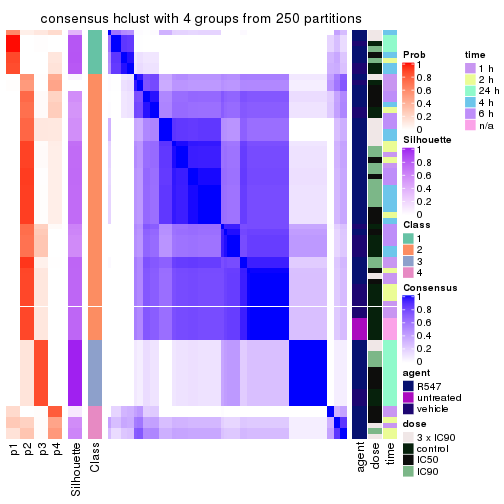 consensus hclust with 4 groups from 250 partitions
Prob
1
0.8
0.6
0.4
0.2
0
Silhouette
1
0.8
0.6
0.4
0.2
0
Class
1
2
3
4
Consensus
1
0.8
0.6
0.4
0.2
0
agent
R547
untreated
vehicle
dose
3 x IC90
control
IC50
IC90
time
1 h
2 h
24 h
4 h
6 h
n/a
p1
p2
p3
p4
Silhouette
Class
agent
dose
time